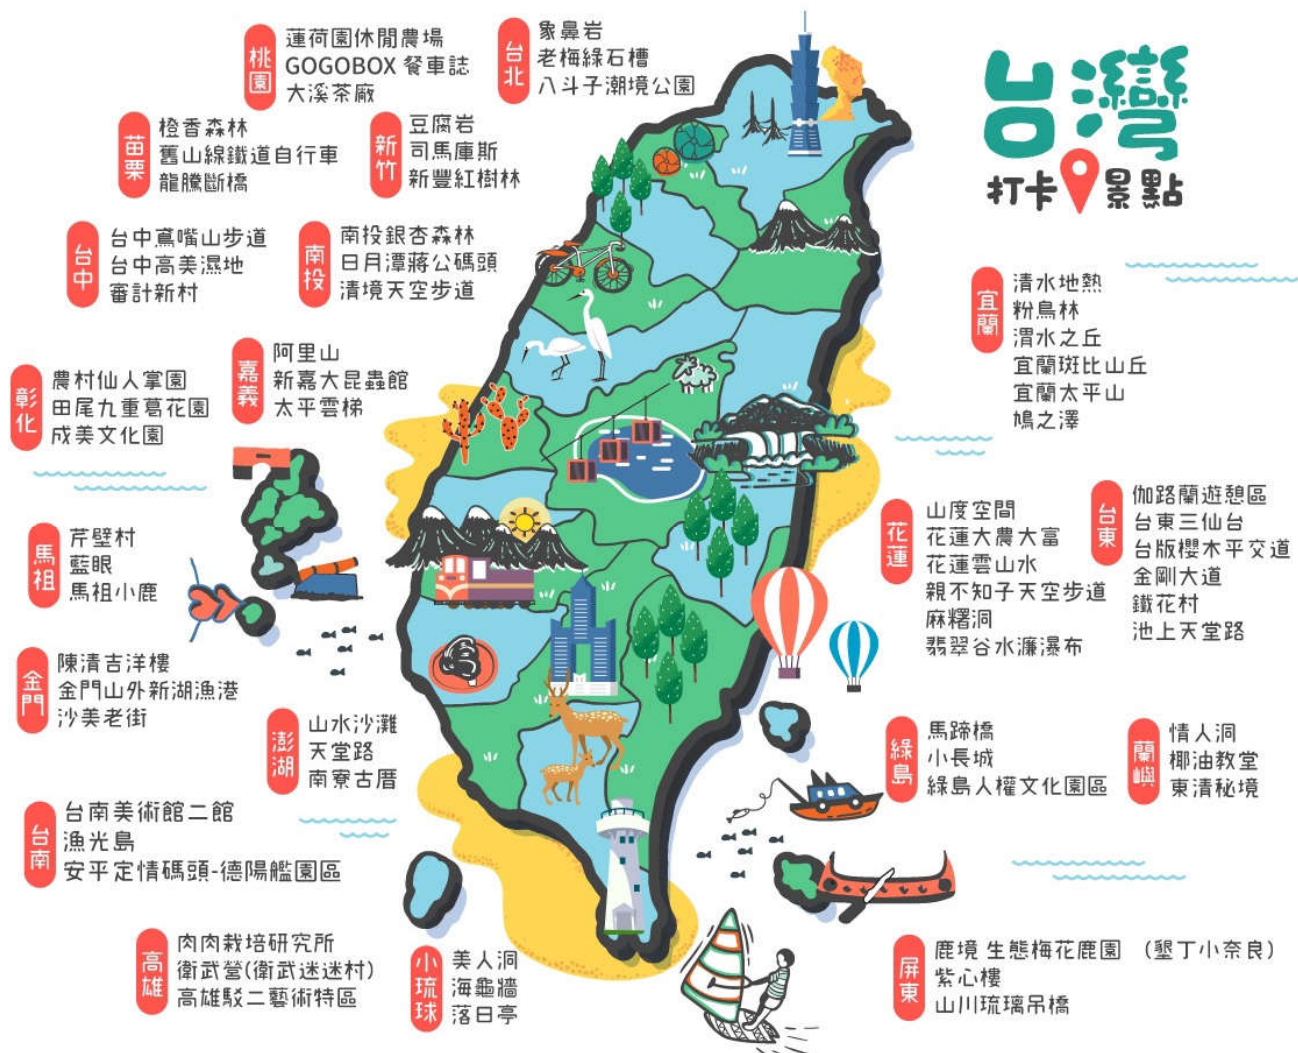 台灣
打卡景點
桃園
蓮荷園休閒農場
GOGOBOX 餐車誌
大溪茶廠
台北
象鼻岩
老梅綠石槽
八斗子潮境公園
苗栗
橙香森林
舊山線鐵道自行車
龍騰斷橋
新竹
豆腐岩
司馬庫斯
新豐紅樹林
台中
台中鳶嘴山步道
台中高美濕地
審計新村
南投
南投銀杏森林
日月潭蔣公碼頭
清境天空步道
宜蘭
清水地熱
粉鳥林
渭水之丘
宜蘭斑比山丘
宜蘭太平山
鳩之澤
彰化
農村仙人掌園
田尾九重葛花園
成美文化園
嘉義
阿里山
新嘉大昆蟲館
太平雲梯
馬祖
芹壁村
藍眼
馬祖小鹿
花蓮
山度空間
花蓮大農大富
花蓮雲山水
親不知子天空步道
麻糬洞
翡翠谷水濂瀑布
台東
伽路蘭遊憩區
台東三仙台
台版櫻木平交道
金剛大道
鐵花村
池上天堂路
金門
陳清吉洋樓
金門山外新湖漁港
沙美老街
澎湖
山水沙灘
天堂路
南寮古厝
綠島
馬蹄橋
小長城
綠島人權文化園區
蘭嶼
情人洞
椰油教堂
東清秘境
台南
台南美術館二館
漁光島
安平定情碼頭-德陽艦園區
高雄
肉肉栽培研究所
衛武營(衛武迷迷村)
高雄駁二藝術特區
小琉球
美人洞
海龜牆
落日亭
屏東
鹿境 生態梅花鹿園 （墾丁小奈良）
紫心樓
山川琉璃吊橋